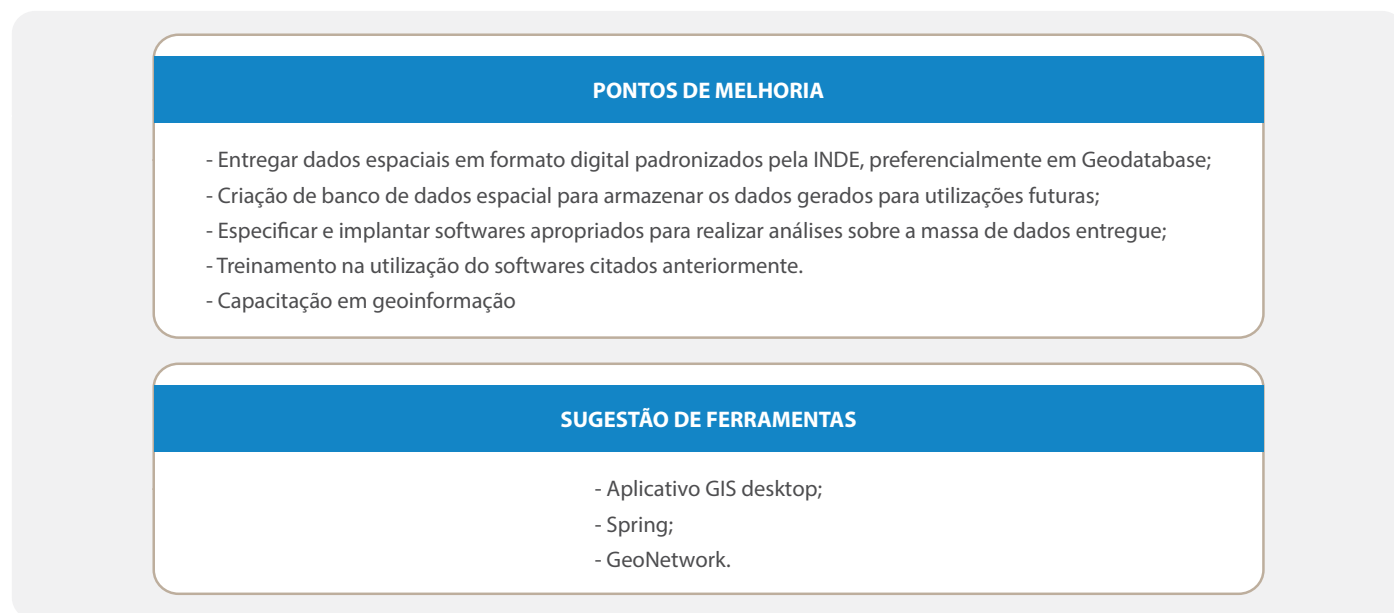 PONTOS DE MELHORIA
- Entregar dados espaciais em formato digital padronizados pela INDE, preferencialmente em Geodatabase;
- Criação de banco de dados espacial para armazenar os dados gerados para utilizações futuras;
- Especificar e implantar softwares apropriados para realizar análises sobre a massa de dados entregue;
- Treinamento na utilização do softwares citados anteriormente.
- Capacitação em geoinformação
SUGESTÃO DE FERRAMENTAS
- Aplicativo GIS desktop;
- Spring;
- GeoNetwork.